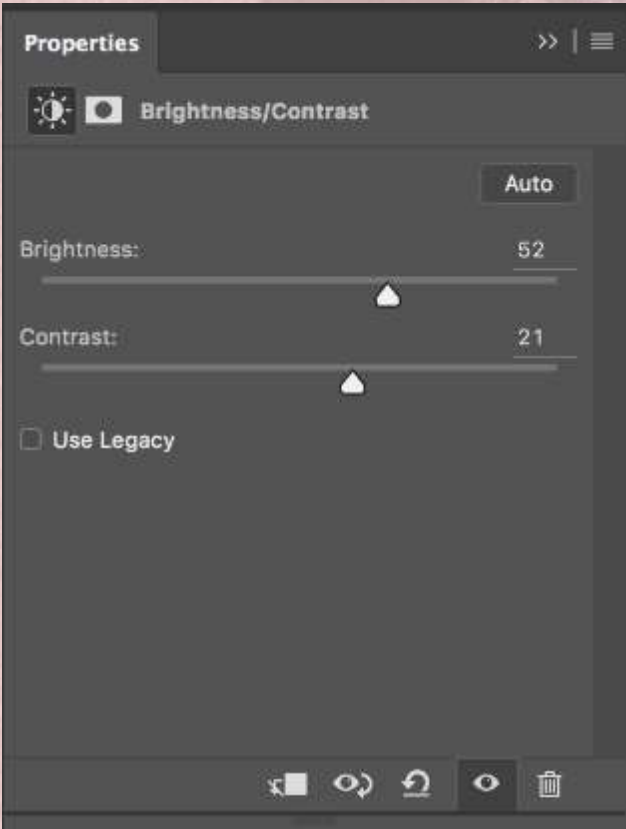 Properties
Brightness/Contrast
Auto
Brightness: 52
Contrast: 21
Use Legacy